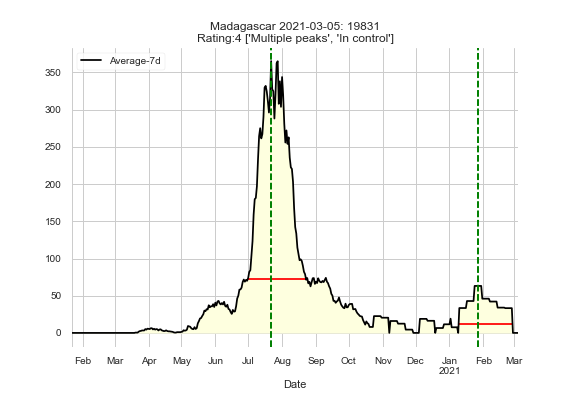 Madagascar 2021-03-05: 19831
Rating:4 ['Multiple peaks', 'In control']
Average-7d
350
300
250
200
150
100
50
0
Feb Mar Apr May Jun Jul Aug Sep Oct Nov Dec Jan Feb Mar
2021
Date